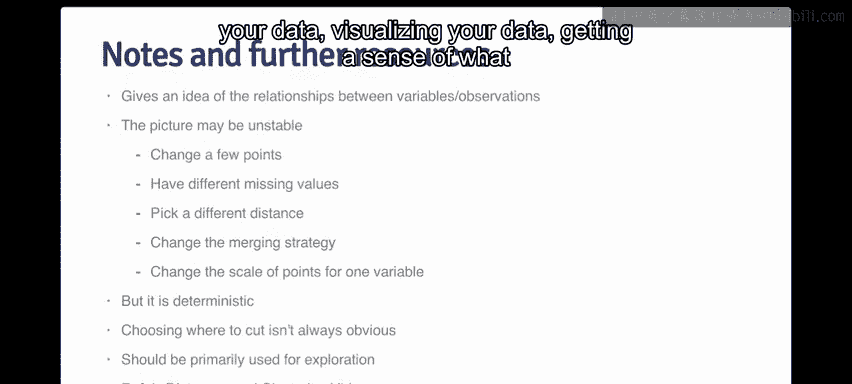 your data, visualizing your data, getting
a sense of what
Notes and further
• Gives an idea of the relationships between variables/observations
• The picture may be unstable
- Change a few points
- Have different missing values
- Pick a different distance
- Change the merging strategy
- Change the scale of points for one variable
• But it is deterministic
• Choosing where to cut isn't always obvious
• Should be primarily used for exploration